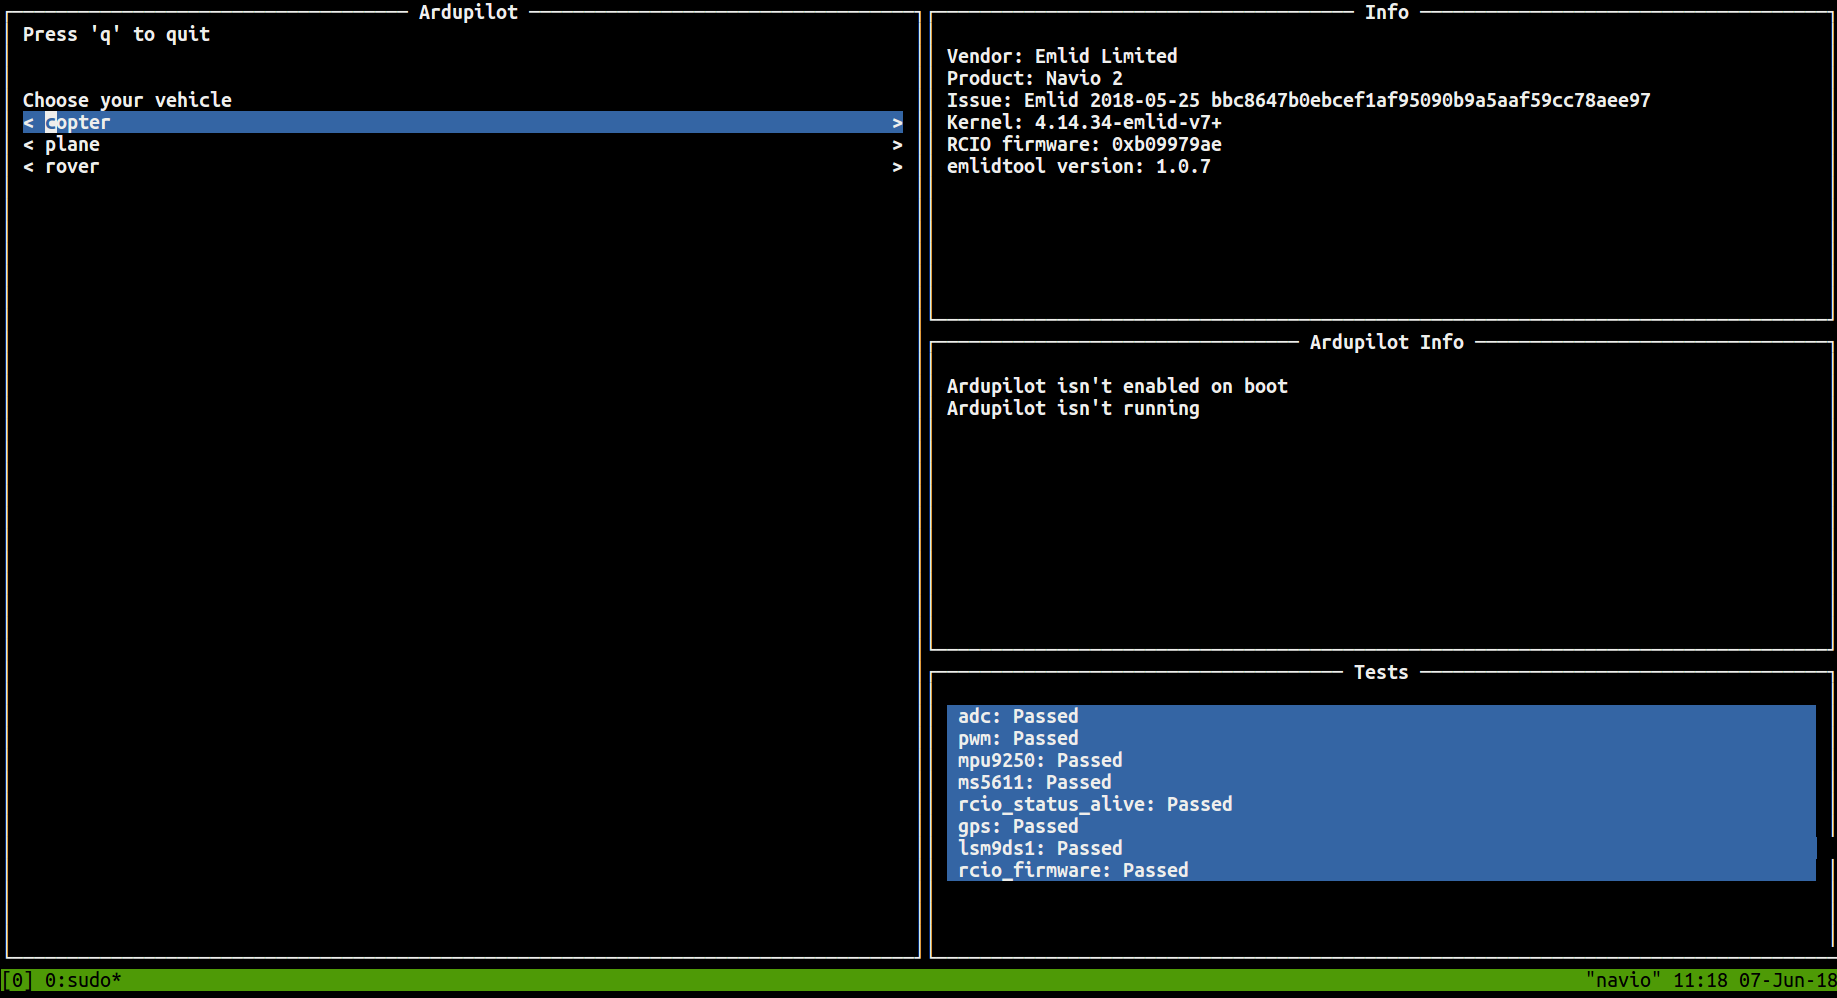 Ardupilot
Press 'q' to quit
Choose your vehicle
< copter >
< plane >
< rover >
Info
Vendor: Emlid Limited
Product: Navio 2
Issue: Emlid 2018-05-25 bbc8647b0ebcef1af95090b9a5aaf59cc78aee97
Kernel: 4.14.34-emlid-v7+
RCIO firmware: 0xb09979ae
emlidtool version: 1.0.7
Ardupilot Info
Ardupilot isn't enabled on boot
Ardupilot isn't running
Tests
adc: Passed
pwm: Passed
mpu9250: Passed
ms5611: Passed
rcio_status_alive: Passed
gps: Passed
lsm9ds1: Passed
rcio_firmware: Passed
[0] 0:sudo* "navio" 11:18 07-Jun-18